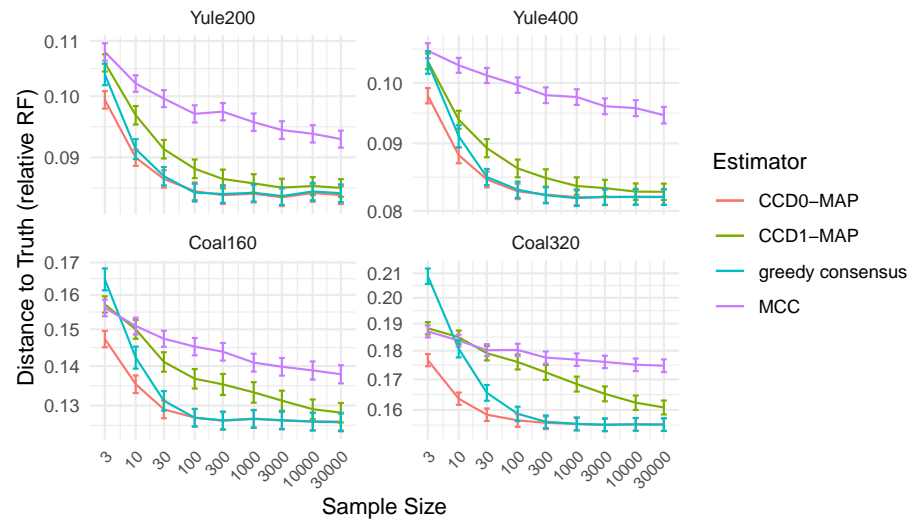 Yule200
Yule400
0.11
0.10
0.09
0.10
0.09
0.08
Distance to Truth (relative RF)
Coal160
Coal320
0.17
0.16
0.15
0.14
0.13
0.21
0.20
0.19
0.18
0.17
0.16
3 10 30 100 300 1000 3000 10000 30000
3 10 30 100 300 1000 3000 10000 30000
Sample Size
Estimator
CCD0−MAP
CCD1−MAP
greedy consensus
MCC